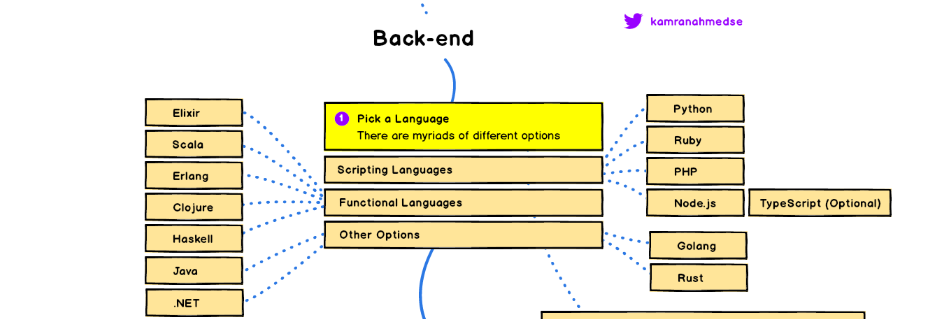 kamranahmedse
Back-end
1 Pick a Language
There are myriads of different options
Scripting Languages
Functional Languages
Other Options
Elixir
Scala
Erlang
Clojure
Haskell
Java
.NET
Python
Ruby
PHP
Node.js
TypeScript (Optional)
Golang
Rust